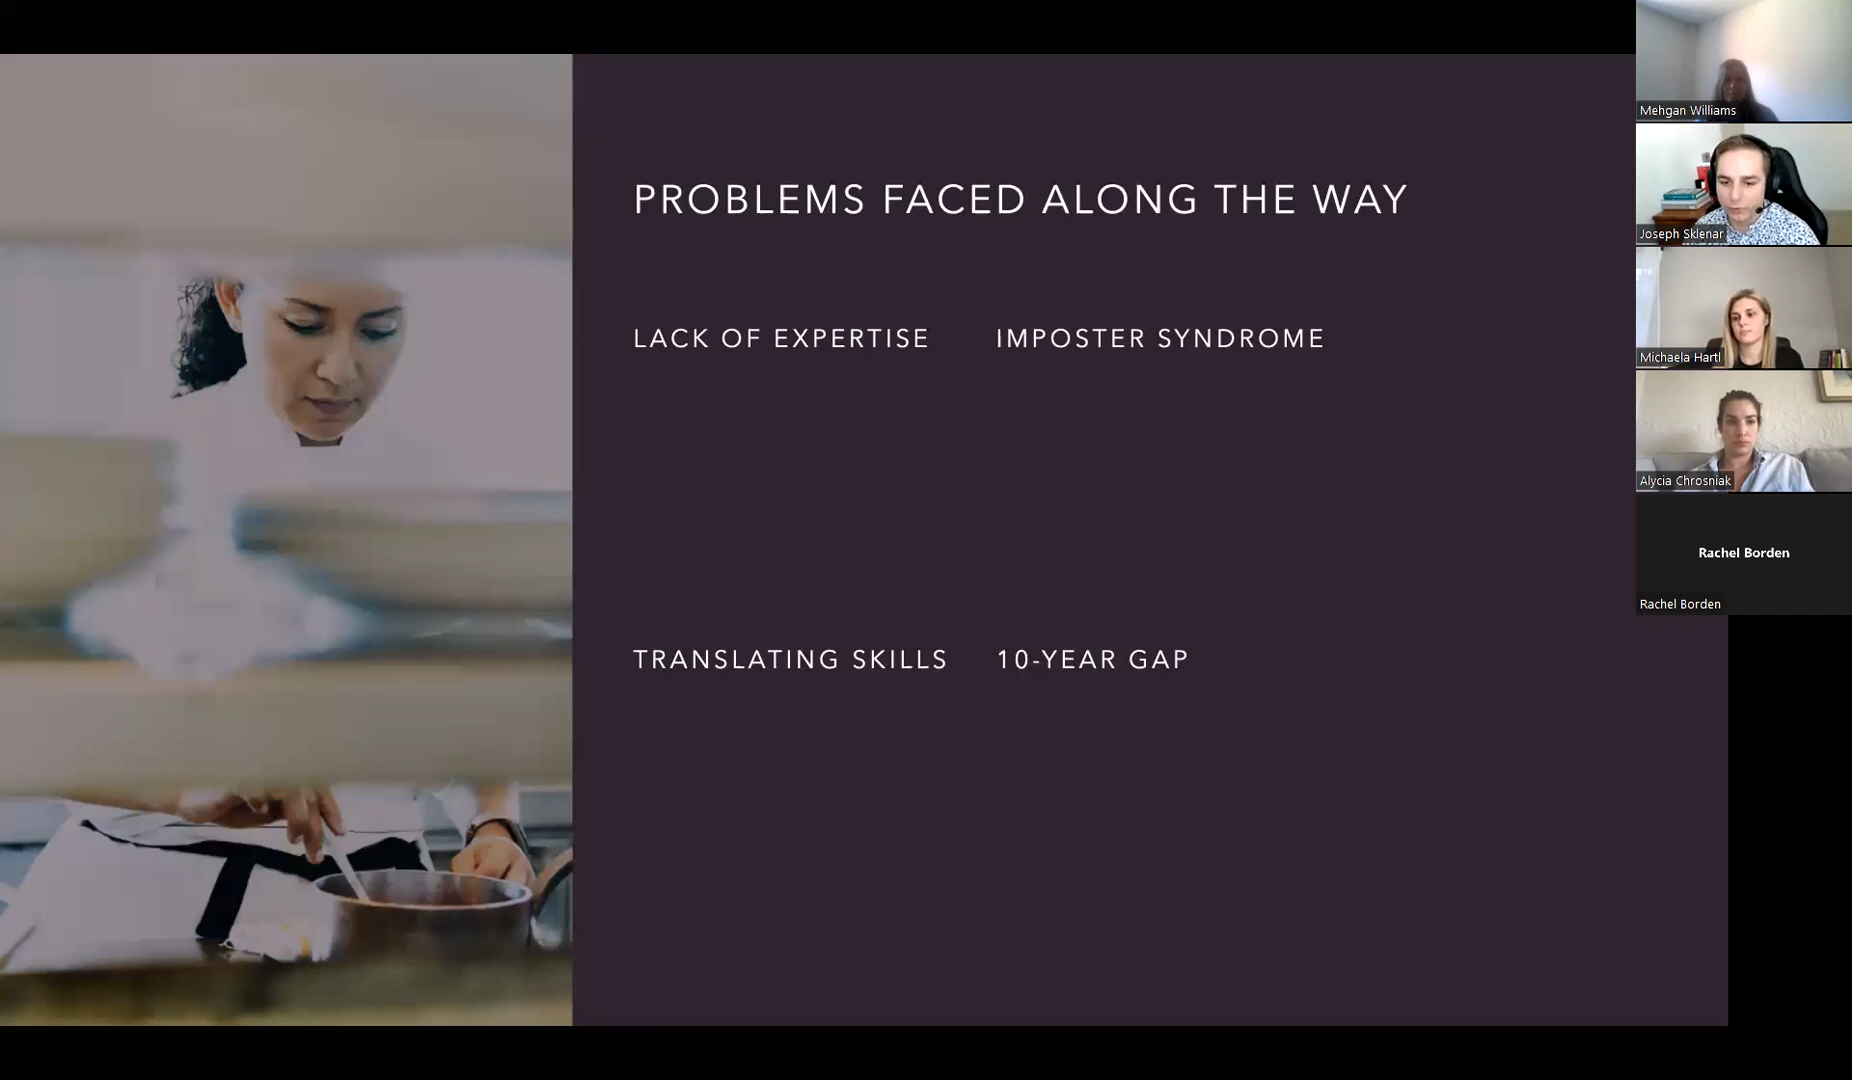 PROBLEMS FACED ALONG THE WAY
LACK OF EXPERTISE
IMPOSTER SYNDROME
TRANSLATING SKILLS
10-YEAR GAP
Mehgan Williams
Joseph Sklenar
Michaela Hartl
Alycia Chrosniak
Rachel Borden
Rachel Borden